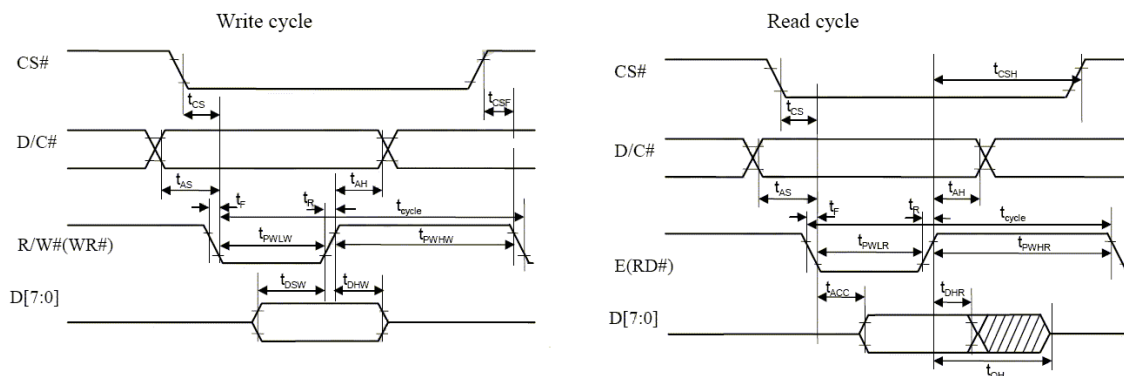 Write cycle
CS#
tCS
tCSF
D/C#
tAS
tAH
tF
tR
tcycle
R/W#(WR#)
tPWLW
tPWHW
tDSW
tDHW
D[7:0]
Read cycle
CS#
tCSH
tCS
D/C#
tAS
tAH
tF
tR
tcycle
E(RD#)
tPWLR
tPWHR
tACC
tDHR
D[7:0]
tOH